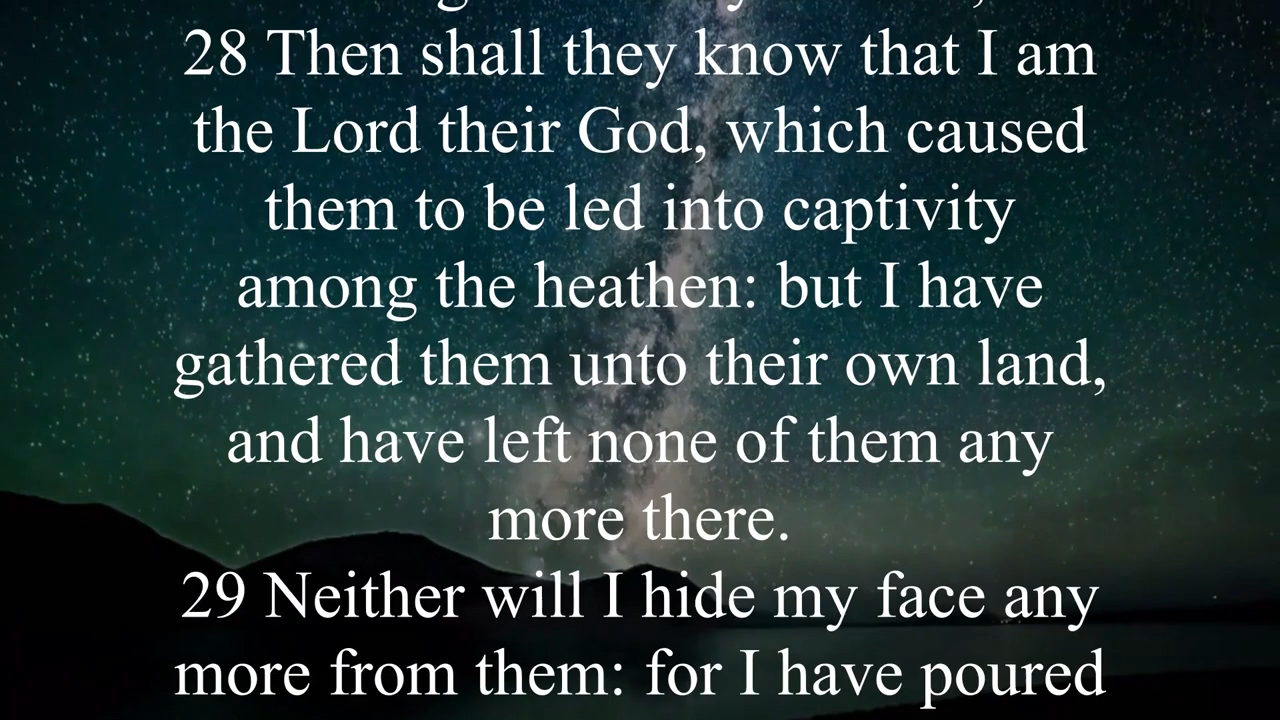 28 Then shall they know that I am
the Lord their God, which caused
them to be led into captivity
among the heathen: but I have
gathered them unto their own land,
and have left none of them any
more there.
29 Neither will I hide my face any
more from them: for I have poured